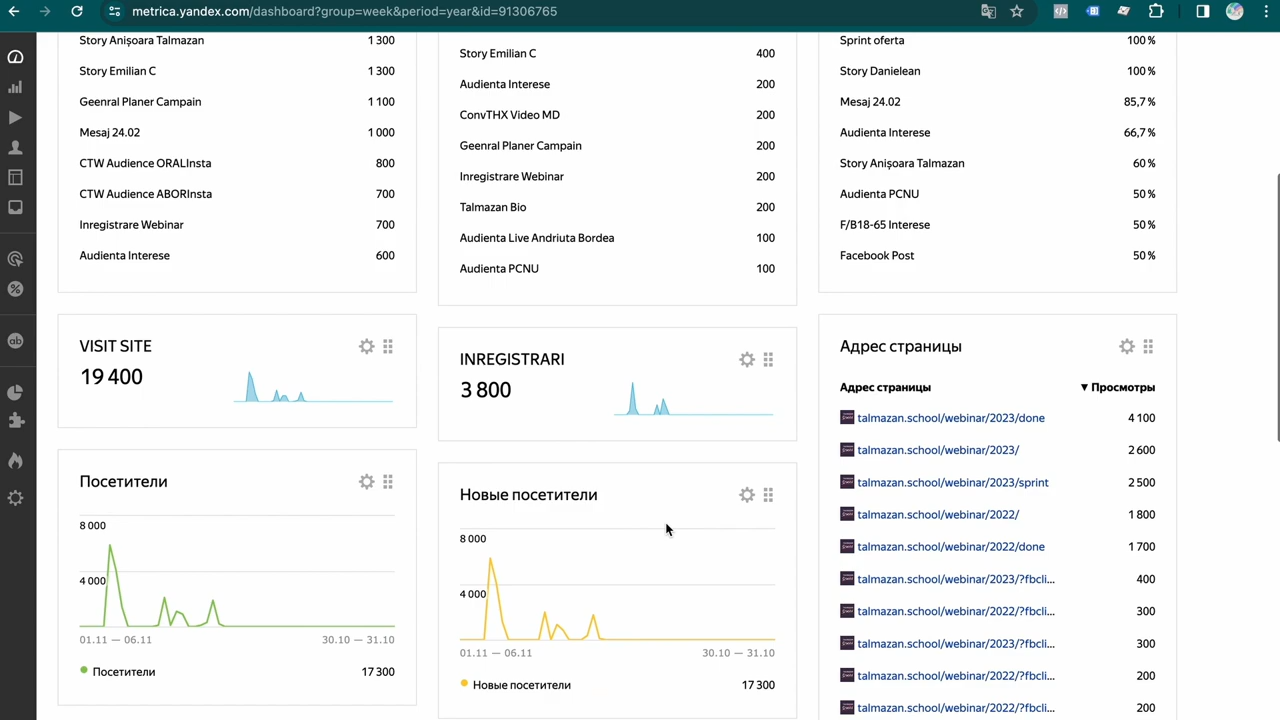 metrica.yandex.com/dashboard?group=week&period=year&id=91306765
Story Anișoara Talmazan 1 300
Story Emilian C 1 300
Geenral Planer Campain 1 100
Mesaj 24.02 1 000
CTW Audience ORALInsta 800
CTW Audience ABORInsta 700
Inregistrare Webinar 700
Audienta Interese 600
VISIT SITE
19 400
Посетители
8 000
4 000
01.11 — 06.11 30.10 — 31.10
Посетители 17 300
Story Emilian C 400
Audienta Interese 200
ConvTHX Video MD 200
Geenral Planer Campain 200
Inregistrare Webinar 200
Talmazan Bio 200
Audienta Live Andriuta Bordea 100
Audienta PCNU 100
INREGISTRARI
3 800
Новые посетители
8 000
4 000
01.11 — 06.11 30.10 — 31.10
Новые посетители 17 300
Sprint oferta 100 %
Story Danielean 100 %
Mesaj 24.02 85,7 %
Audienta Interese 66,7 %
Story Anișoara Talmazan 60 %
Audienta PCNU 50 %
F/B18-65 Interese 50 %
Facebook Post 50 %
Адрес страницы
Адрес страницы ▼ Просмотры
talmazan.school/webinar/2023/done 4 100
talmazan.school/webinar/2023/ 2 600
talmazan.school/webinar/2023/sprint 2 500
talmazan.school/webinar/2022/ 1 800
talmazan.school/webinar/2022/done 1 700
talmazan.school/webinar/2023/?fbcli... 400
talmazan.school/webinar/2022/?fbcli... 300
talmazan.school/webinar/2023/?fbcli... 300
talmazan.school/webinar/2022/?fbcli... 200
talmazan.school/webinar/2022/?fbcli... 200